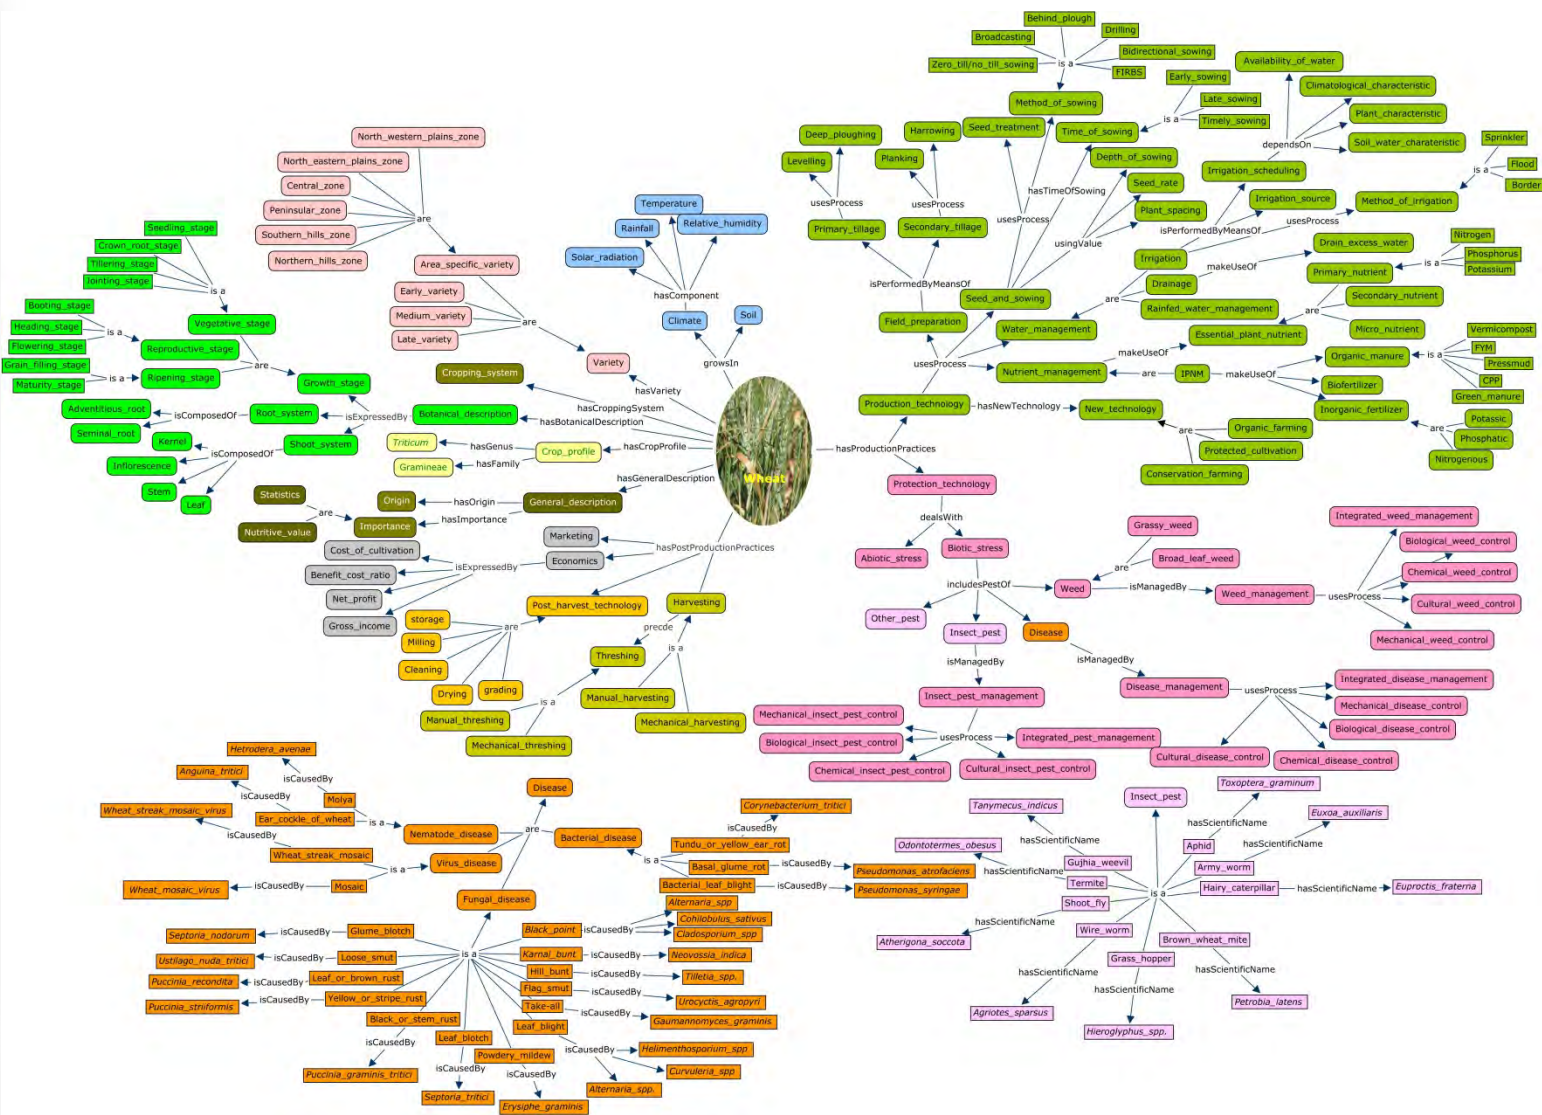 Behind_plough
Broadcasting
Drilling
Zero_till/no_till_sowing
is a
Bidirectional_sowing
FIRBS
Method_of_sowing
Early_sowing
Late_sowing
Timely_sowing
is a
Time_of_sowing
Seed_treatment
Availability_of_water
Climatological_characteristic
Plant_characteristic
Soil_water_charateristic
dependsOn
Irrigation_scheduling
Sprinkler
Flood
Border
is a
Method_of_irrigation
Deep_ploughing
Levelling
usesProcess
Primary_tillage
Harrowing
Planking
usesProcess
Secondary_tillage
isPerformedByMeansOf
Field_preparation
hasTimeOfSowing
usesProcess
Depth_of_sowing
Seed_rate
Plant_spacing
usingValue
Seed_and_sowing
Irrigation_source
usesProcess
isPerformedByMeansOf
Irrigation
Drain_excess_water
makeUseOf
Drainage
are
Rainfed_water_management
Water_management
Nitrogen
Phosphorus
Potassium
is a
Primary_nutrient
Secondary_nutrient
are
Micro_nutrient
Essential_plant_nutrient
makeUseOf
usesProcess
Nutrient_management
are
IPNM
makeUseOf
Organic_manure
Biofertilizer
Inorganic_fertilizer
Vermicompost
FYM
is a
Pressmud
CPP
Green_manure
Potassic
are
Phosphatic
Nitrogenous
Production_technology
hasNewTechnology
New_technology
are
Organic_farming
Protected_cultivation
Conservation_farming
North_western_plains_zone
North_eastern_plains_zone
Central_zone
Peninsular_zone
Southern_hills_zone
Northern_hills_zone
are
Area_specific_variety
Early_variety
Medium_variety
Late_variety
are
Variety
Temperature
Rainfall
Relative_humidity
Solar_radiation
hasComponent
Climate
Soil
growsIn
Seedling_stage
Crown_root_stage
Tillering_stage
Jointing_stage
is a
Vegetative_stage
Booting_stage
Heading_stage
Flowering_stage
is a
Reproductive_stage
Grain_filling_stage
Maturity_stage
is a
Ripening_stage
are
Growth_stage
Adventitious_root
Seminal_root
isComposedOf
Root_system
isExpressedBy
Botanical_description
Kernel
Shoot_system
isComposedOf
Inflorescence
Stem
Leaf
Cropping_system
hasVariety
hasCroppingSystem
hasBotanicalDescription
Triticum
hasGenus
Gramineae
hasFamily
Crop_profile
hasCropProfile
Wheat
hasProductionPractices
hasGeneralDescription
Statistics
are
Nutritive_value
Origin
hasOrigin
General_description
Importance
hasImportance
Marketing
hasPostProductionPractices
Economics
Cost_of_cultivation
isExpressedBy
Benefit_cost_ratio
Net_profit
Gross_income
Post_harvest_technology
storage
Milling
are
Cleaning
Drying
grading
Harvesting
precde
Threshing
is a
Manual_harvesting
Mechanical_harvesting
Manual_threshing
is a
Mechanical_threshing
Protection_technology
dealsWith
Abiotic_stress
Biotic_stress
includesPestOf
Other_pest
Insect_pest
Disease
Weed
Grassy_weed
Broad_leaf_weed
are
isManagedBy
Weed_management
usesProcess
Integrated_weed_management
Biological_weed_control
Chemical_weed_control
Cultural_weed_control
Mechanical_weed_control
isManagedBy
Disease_management
usesProcess
Integrated_disease_management
Mechanical_disease_control
Biological_disease_control
Chemical_disease_control
Cultural_disease_control
isManagedBy
Insect_pest_management
usesProcess
Mechanical_insect_pest_control
Biological_insect_pest_control
Chemical_insect_pest_control
Integrated_pest_management
Cultural_insect_pest_control
Hetrodera_avenae
isCausedBy
Molya
Anguina_tritici
isCausedBy
Ear_cockle_of_wheat
is a
Nematode_disease
Wheat_streak_mosaic_virus
isCausedBy
Wheat_streak_mosaic
is a
Virus_disease
Wheat_mosaic_virus
isCausedBy
Mosaic
Disease
are
Bacterial_disease
Corynebacterium_tritici
isCausedBy
Tundu_or_yellow_ear_rot
is a
Basal_glume_rot
isCausedBy
Pseudomonas_atrofaciens
Bacterial_leaf_blight
isCausedBy
Pseudomonas_syringae
Fungal_disease
is a
Septoria_nodorum
isCausedBy
Glume_blotch
Ustilago_nuda_tritici
isCausedBy
Loose_smut
Puccinia_recondita
isCausedBy
Leaf_or_brown_rust
Puccinia_striiformis
isCausedBy
Yellow_or_stripe_rust
Black_or_stem_rust
isCausedBy
Puccinia_graminis_tritici
Leaf_blotch
isCausedBy
Septoria_tritici
Powdery_mildew
isCausedBy
Erysiphe_graminis
Black_point
isCausedBy
Alternaria_spp
Cohilobulus_sativus
Cladosporium_spp
Karnal_bunt
isCausedBy
Neovossia_indica
Hill_bunt
isCausedBy
Tilletia_spp.
Flag_smut
isCausedBy
Urocyctis_agropyri
Take-all
isCausedBy
Gaumannomyces_graminis
Leaf_blight
isCausedBy
Helimenthosporium_spp
Curvuleria_spp
Alternaria_spp.
Insect_pest
is a
Toxoptera_graminum
hasScientificName
Aphid
Euxoa_auxiliaris
hasScientificName
Army_worm
Hairy_caterpillar
hasScientificName
Euproctis_fraterna
Tanymecus_indicus
hasScientificName
Gujhia_weevil
Odontotermes_obesus
hasScientificName
Termite
Shoot_fly
hasScientificName
Atherigona_soccota
Wire_worm
hasScientificName
Agriotes_sparsus
Grass_hopper
hasScientificName
Hieroglyphus_spp.
Brown_wheat_mite
hasScientificName
Petrobia_latens